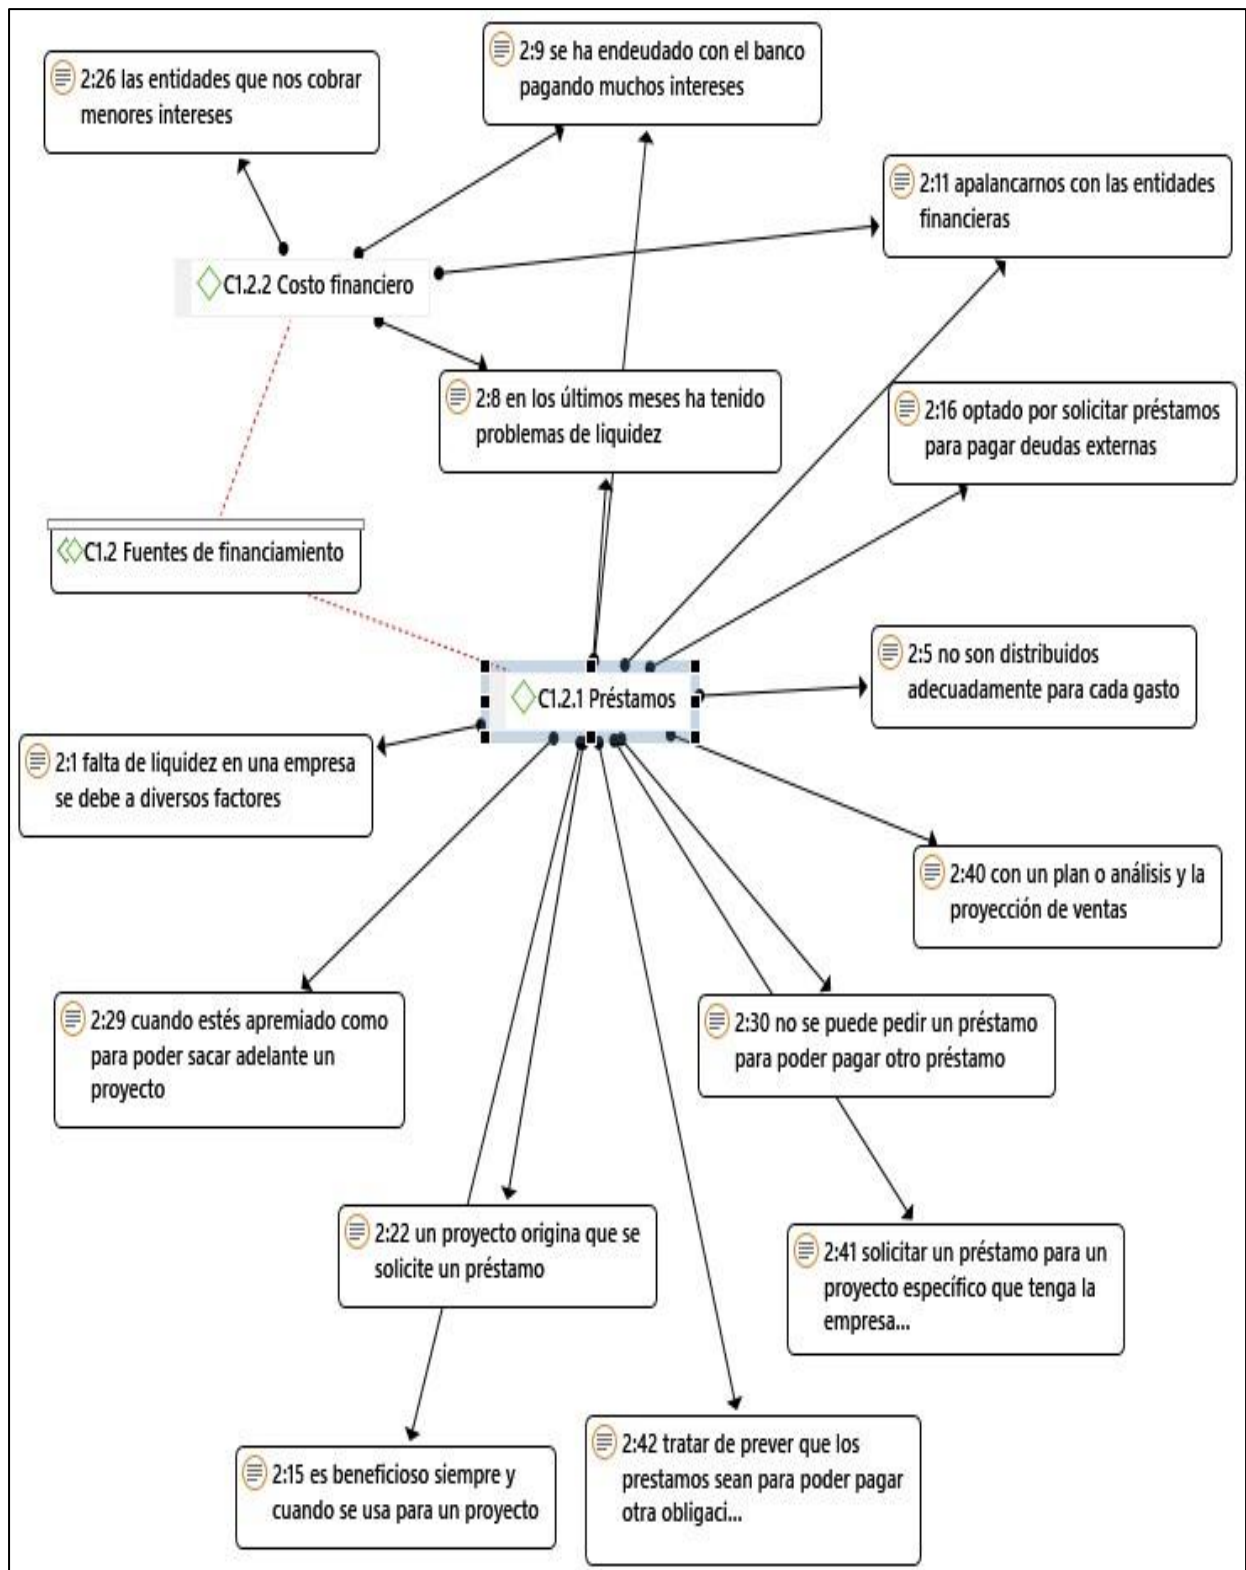 2:9 se ha endeudado con el banco
pagando muchos intereses
2:26 las entidades que nos cobrar
menores intereses
2:11 apalancarnos con las entidades
financieras
C1.2.2 Costo financiero
2:8 en los últimos meses ha tenido
problemas de liquidez
2:16 optado por solicitar préstamos
para pagar deudas externas
C1.2 Fuentes de financiamiento
2:5 no son distribuidos
adecuadamente para cada gasto
C1.2.1 Préstamos
2:1 falta de liquidez en una empresa
se debe a diversos factores
2:40 con un plan o análisis y la
proyección de ventas
2:29 cuando estés apremiado como
para poder sacar adelante un
proyecto
2:30 no se puede pedir un préstamo
para poder pagar otro préstamo
2:22 un proyecto origina que se
solicite un préstamo
2:41 solicitar un préstamo para un
proyecto específico que tenga la
empresa...
2:15 es beneficioso siempre y
cuando se usa para un proyecto
2:42 tratar de prever que los
prestamos sean para poder pagar
otra obligaci...